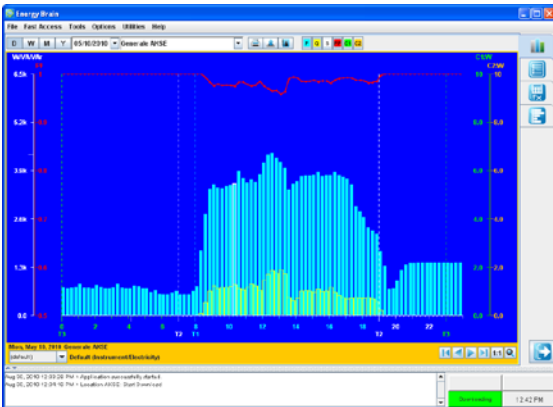 Energy Brain
File Fast Access Tools Options Utilities Help
D W M Y 05/10/2010 Generale AHSE
W/VA/VAr C1/W C2/W
6.5k 1 10 10
5.2k 8.0 8.0
3.9k 6.0 6.0
2.6k 4.0 4.0
1.3k 2.0 2.0
0.0 0.0 0.0
0 2 4 6 8 10 12 14 16 18 20 22
T3 T2 T1 T2 T3
Mon, May 10, 2010 Generale AHSE
(default) Default (Instrument/Electricity)
1:1
Aug 30, 2010 12:03:28 PM - Application successfully started
Aug 30, 2010 12:04:10 PM - Location AHSE: Start Download
Downloading 12:42 PM